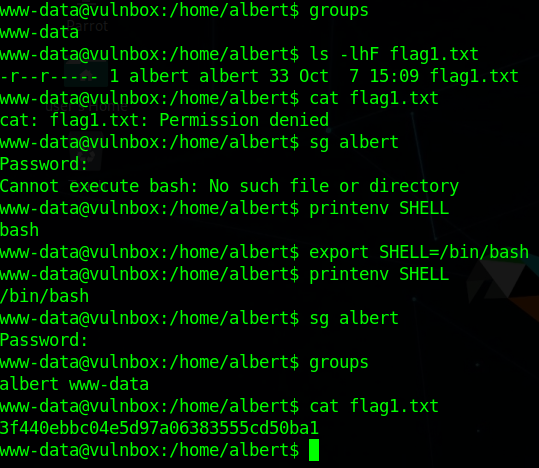 www-data@vulnbox:/home/albert$ groups
www-data
www-data@vulnbox:/home/albert$ ls -lhF flag1.txt
-r--r----- 1 albert albert 33 Oct  7 15:09 flag1.txt
www-data@vulnbox:/home/albert$ cat flag1.txt
cat: flag1.txt: Permission denied
www-data@vulnbox:/home/albert$ sg albert
Password:
Cannot execute bash: No such file or directory
www-data@vulnbox:/home/albert$ printenv SHELL
bash
www-data@vulnbox:/home/albert$ export SHELL=/bin/bash
www-data@vulnbox:/home/albert$ printenv SHELL
/bin/bash
www-data@vulnbox:/home/albert$ sg albert
Password:
www-data@vulnbox:/home/albert$ groups
albert www-data
www-data@vulnbox:/home/albert$ cat flag1.txt
3f440ebbc04e5d97a06383555cd50ba1
www-data@vulnbox:/home/albert$